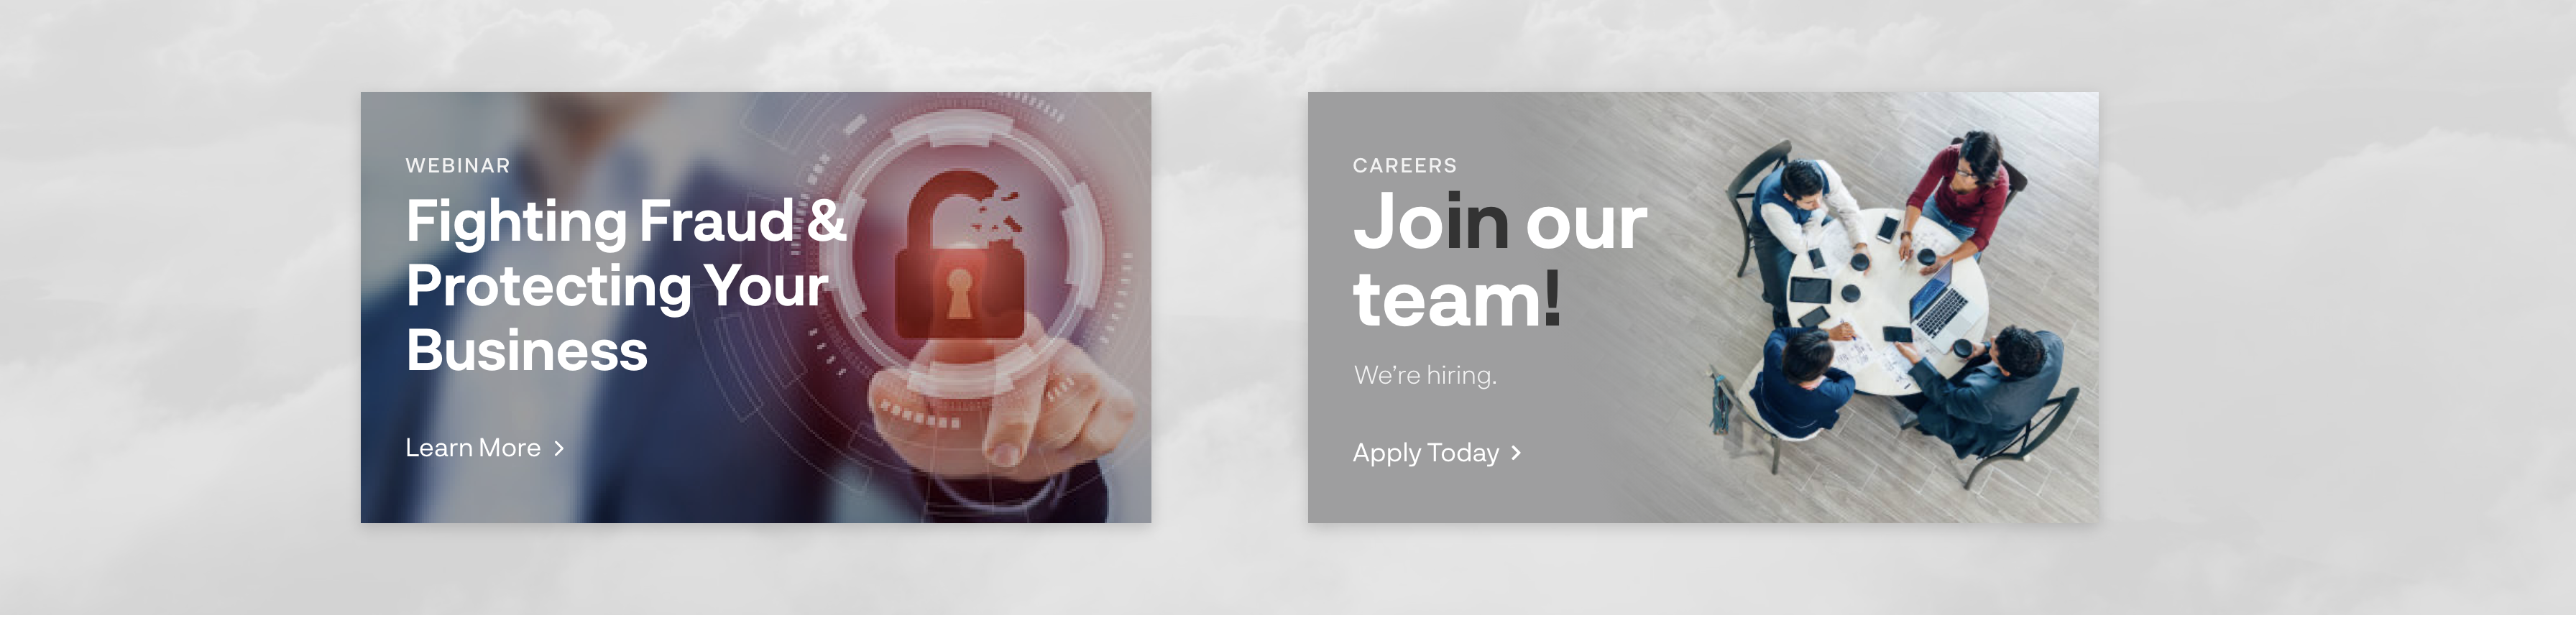 WEBINAR
Fighting Fraud &
Protecting Your
Business
Learn More
CAREERS
Join our
team!
We’re hiring.
Apply Today